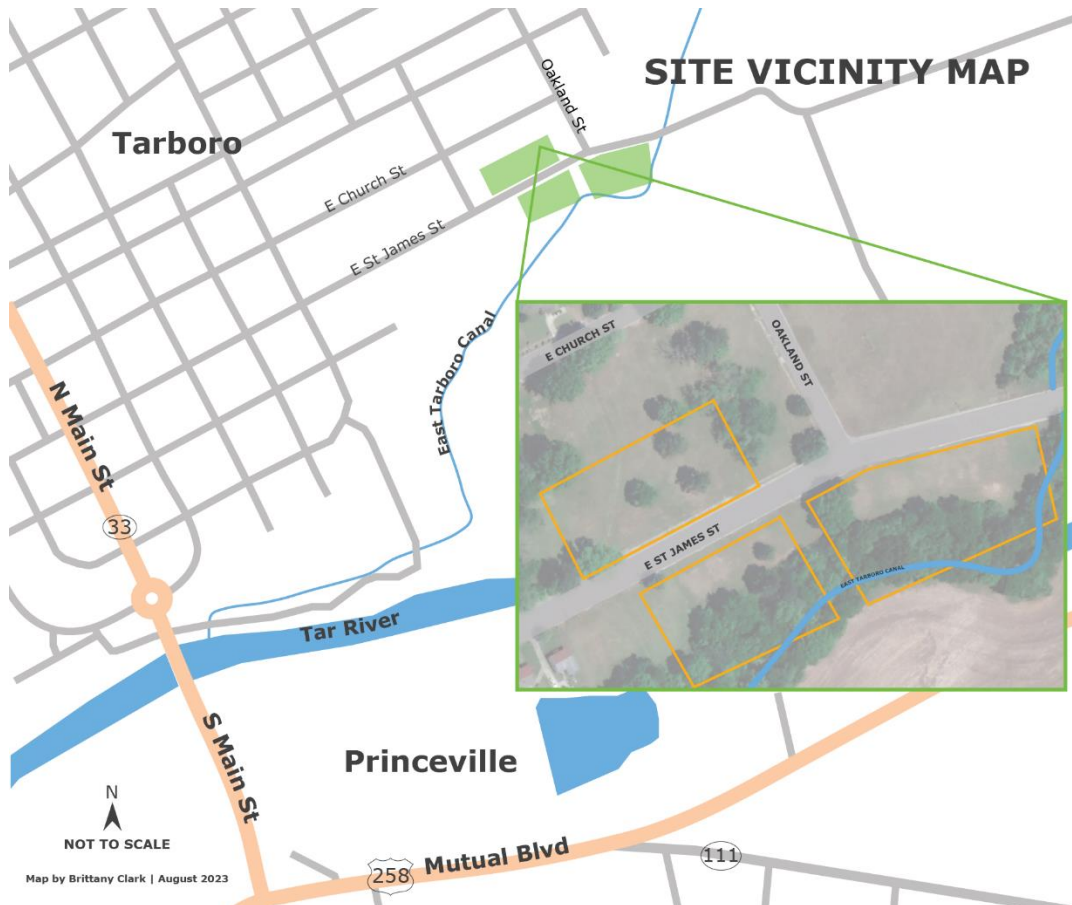 SITE VICINITY MAP
Oakland St
Tarboro
E Church St
E St James St
East Tarboro Canal
E CHURCH ST
OAKLAND ST
E ST JAMES ST
EAST TARBORO CANAL
N Main St
33
Tar River
S Main St
Princeville
N
NOT TO SCALE
Map by Brittany Clark | August 2023
258
Mutual Blvd
111